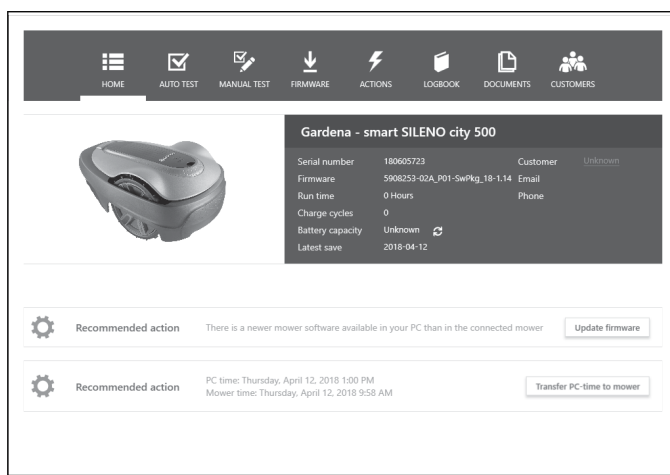 HOME
AUTO TEST
MANUAL TEST
FIRMWARE
ACTIONS
LOGBOOK
DOCUMENTS
CUSTOMERS
Gardena - smart SILENO city 500
Serial number 180605723 Customer Unknown
Firmware 5908253-02A_P01-SwPkg_18-1.14 Email
Run time 0 Hours Phone
Charge cycles 0
Battery capacity Unknown
Latest save 2018-04-12
Recommended action There is a newer mower software available in your PC than in the connected mower Update firmware
Recommended action
PC time: Thursday, April 12, 2018 1:00 PM
Mower time: Thursday, April 12, 2018 9:58 AM
Transfer PC-time to mower